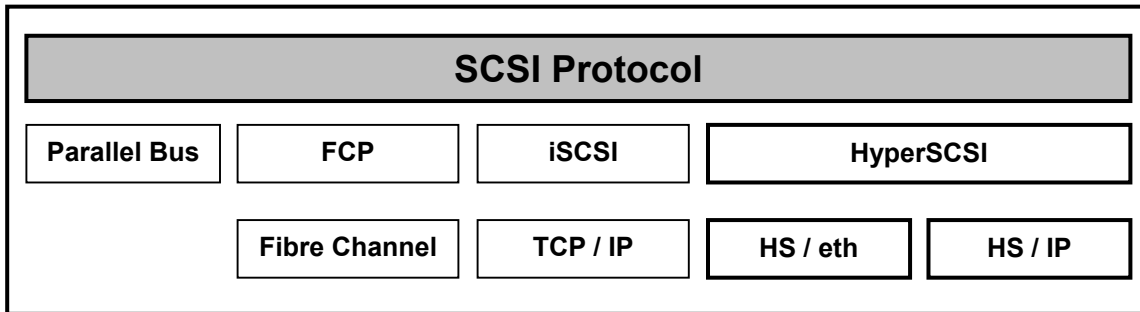 SCSI Protocol
Parallel Bus FCP iSCSI HyperSCSI
Fibre Channel TCP / IP HS / eth HS / IP